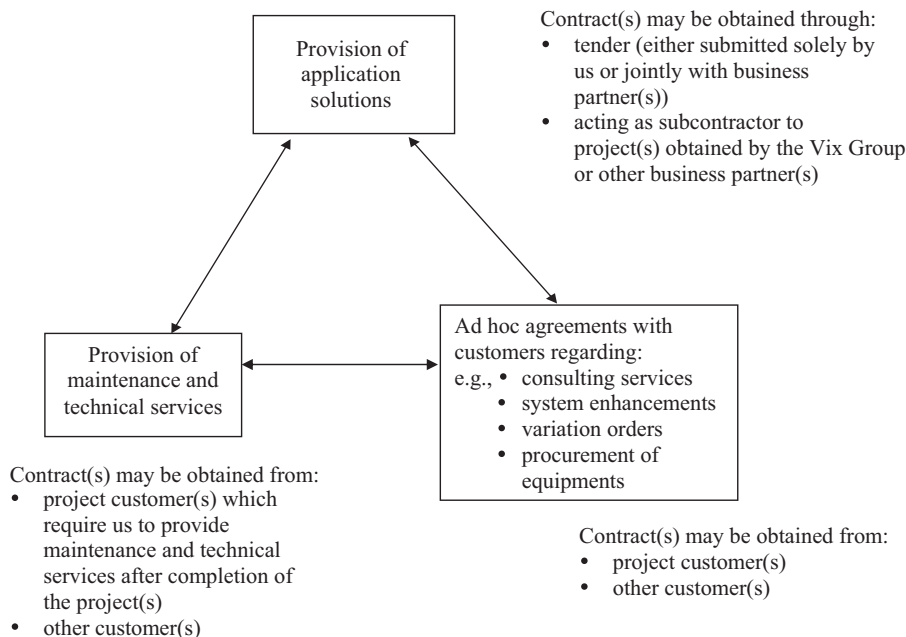 Provision of
application
solutions
Contract(s) may be obtained through:
• tender (either submitted solely by
us or jointly with business
partner(s))
• acting as subcontractor to
project(s) obtained by the Vix Group
or other business partner(s)
Provision of
maintenance and
technical services
Ad hoc agreements with
customers regarding:
e.g., • consulting services
• system enhancements
• variation orders
• procurement of
equipments
Contract(s) may be obtained from:
• project customer(s) which
require us to provide
maintenance and technical
services after completion of
the project(s)
• other customer(s)
Contract(s) may be obtained from:
• project customer(s)
• other customer(s)